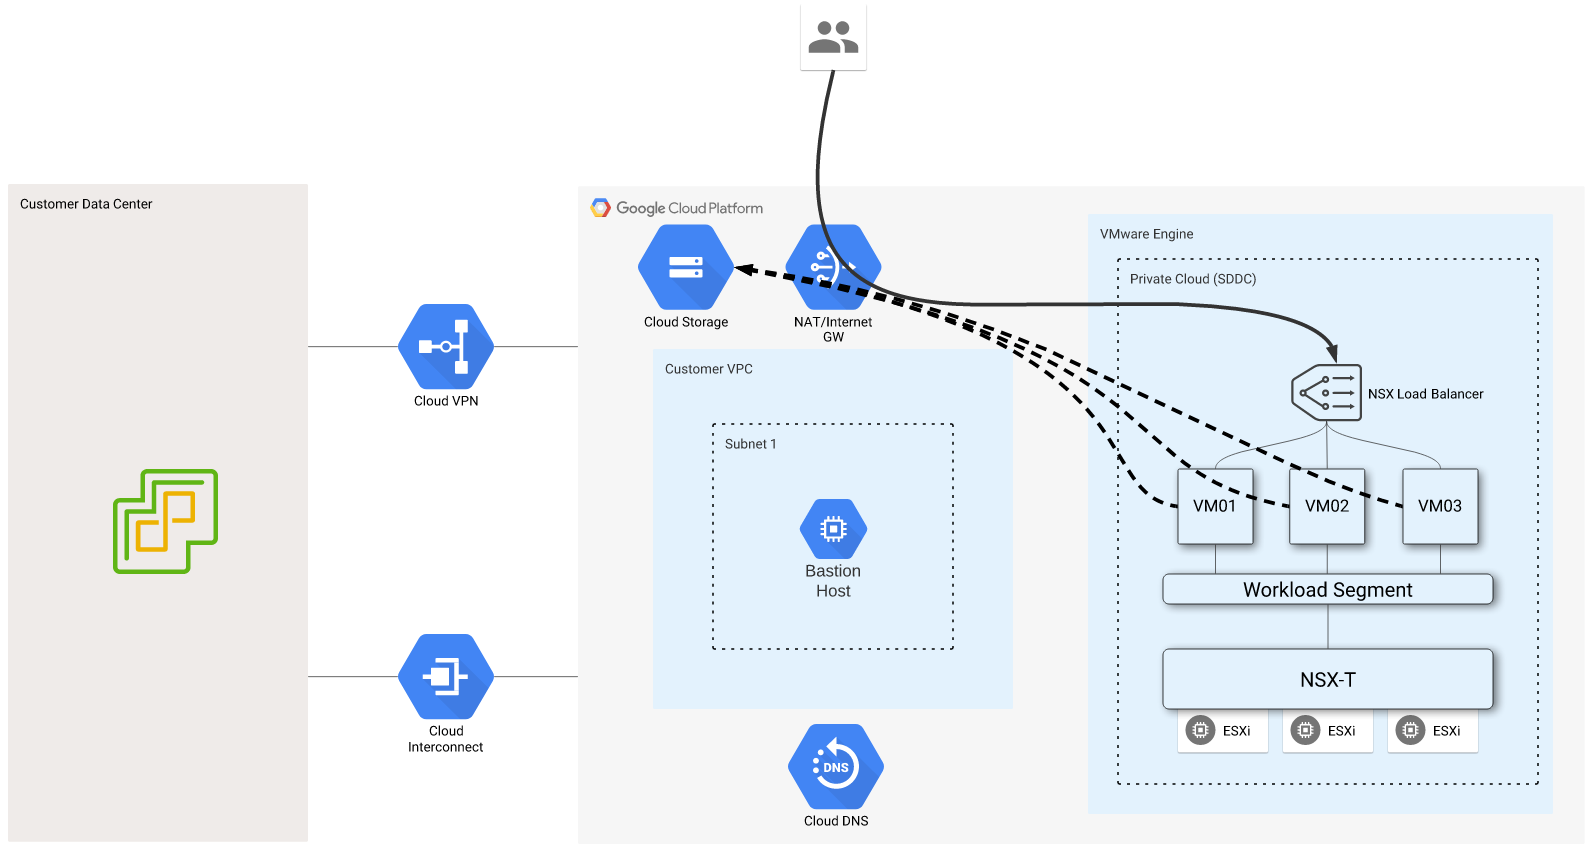 Customer Data Center
Google Cloud Platform
VMware Engine
Private Cloud (SDDC)
Cloud Storage
NAT/Internet
GW
Cloud VPN
Customer VPC
Subnet 1
Bastion
Host
NSX Load Balancer
VM01
VM02
VM03
Workload Segment
NSX-T
ESXi
ESXi
ESXi
Cloud
Interconnect
DNS
Cloud DNS